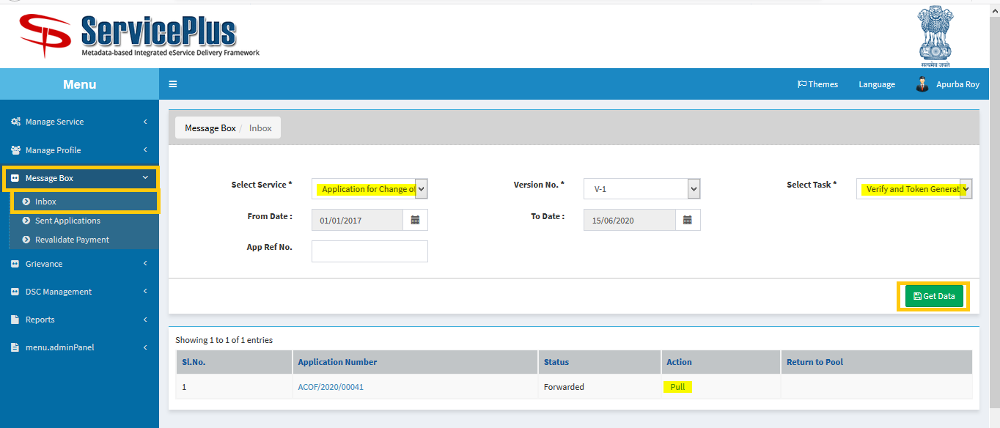 ServicePlus
Metadata-based Integrated eService Delivery Framework
सत्यमेव जयते
Menu
Themes Language Apurba Roy
Manage Service
Manage Profile
Message Box
Inbox
Sent Applications
Revalidate Payment
Grievance
DSC Management
Reports
menu.adminPanel
Message Box / Inbox
Select Service * Application for Change of Version No. * V-1 Select Task * Verify and Token Generat
From Date : 01/01/2017 To Date : 15/06/2020
App Ref No.
Get Data
Showing 1 to 1 of 1 entries
Sl.No. Application Number Status Action Return to Pool
1 ACOF/2020/00041 Forwarded Pull